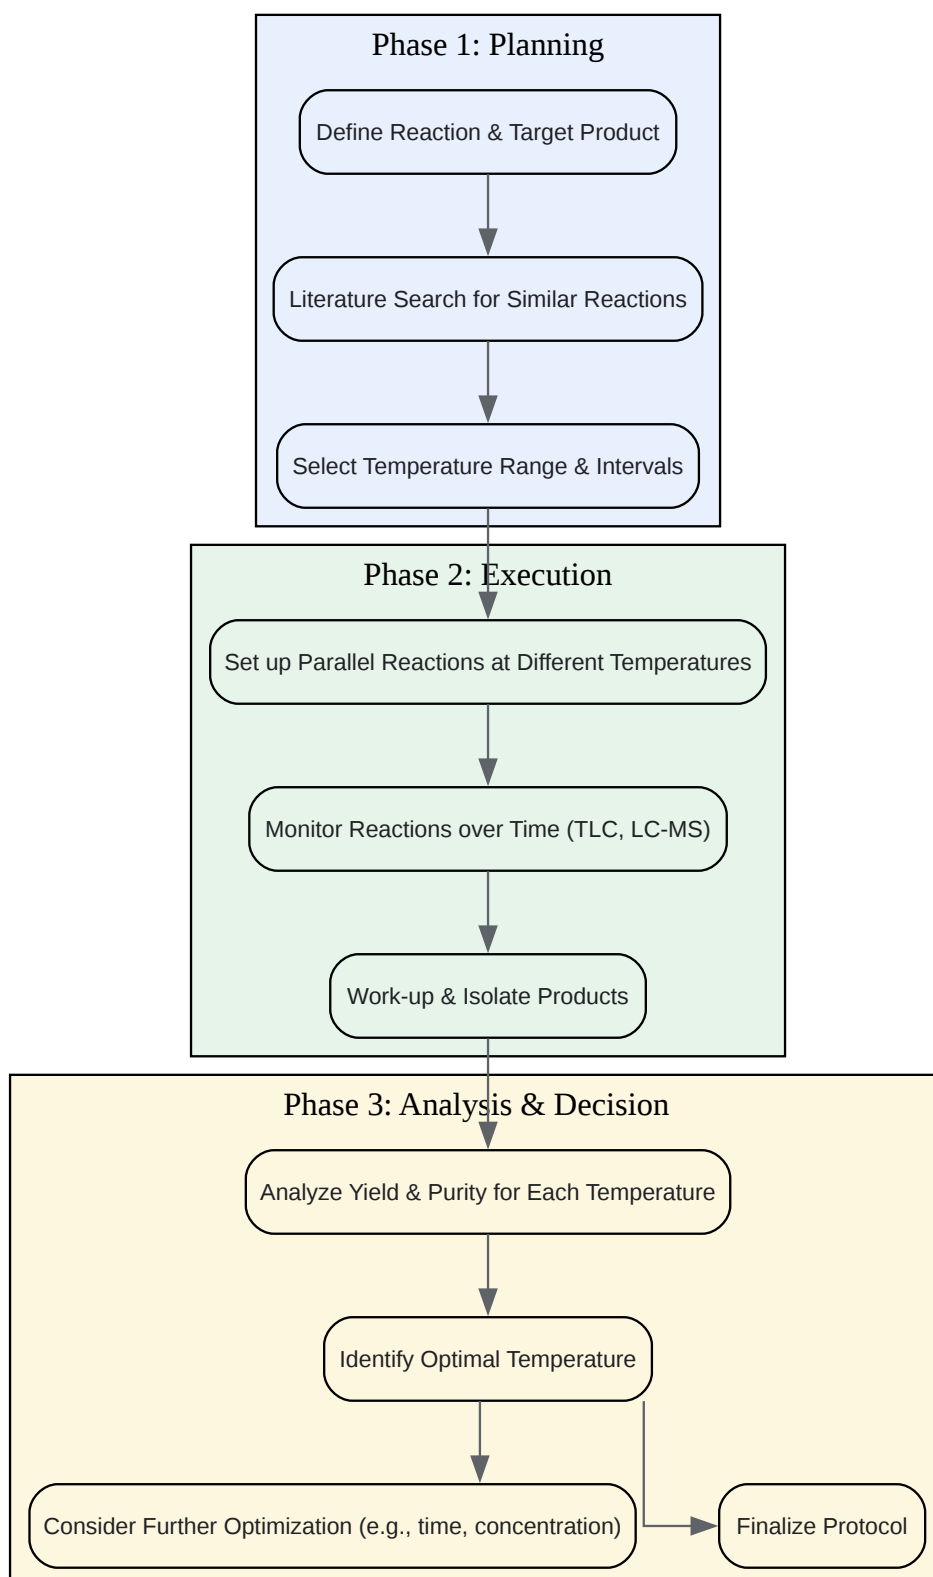 Phase 1: Planning
Define Reaction & Target Product
Literature Search for Similar Reactions
Select Temperature Range & Intervals
Phase 2: Execution
Set up Parallel Reactions at Different Temperatures
Monitor Reactions over Time (TLC, LC-MS)
Work-up & Isolate Products
Phase 3: Analysis & Decision
Analyze Yield & Purity for Each Temperature
Identify Optimal Temperature
Consider Further Optimization (e.g., time, concentration)
Finalize Protocol